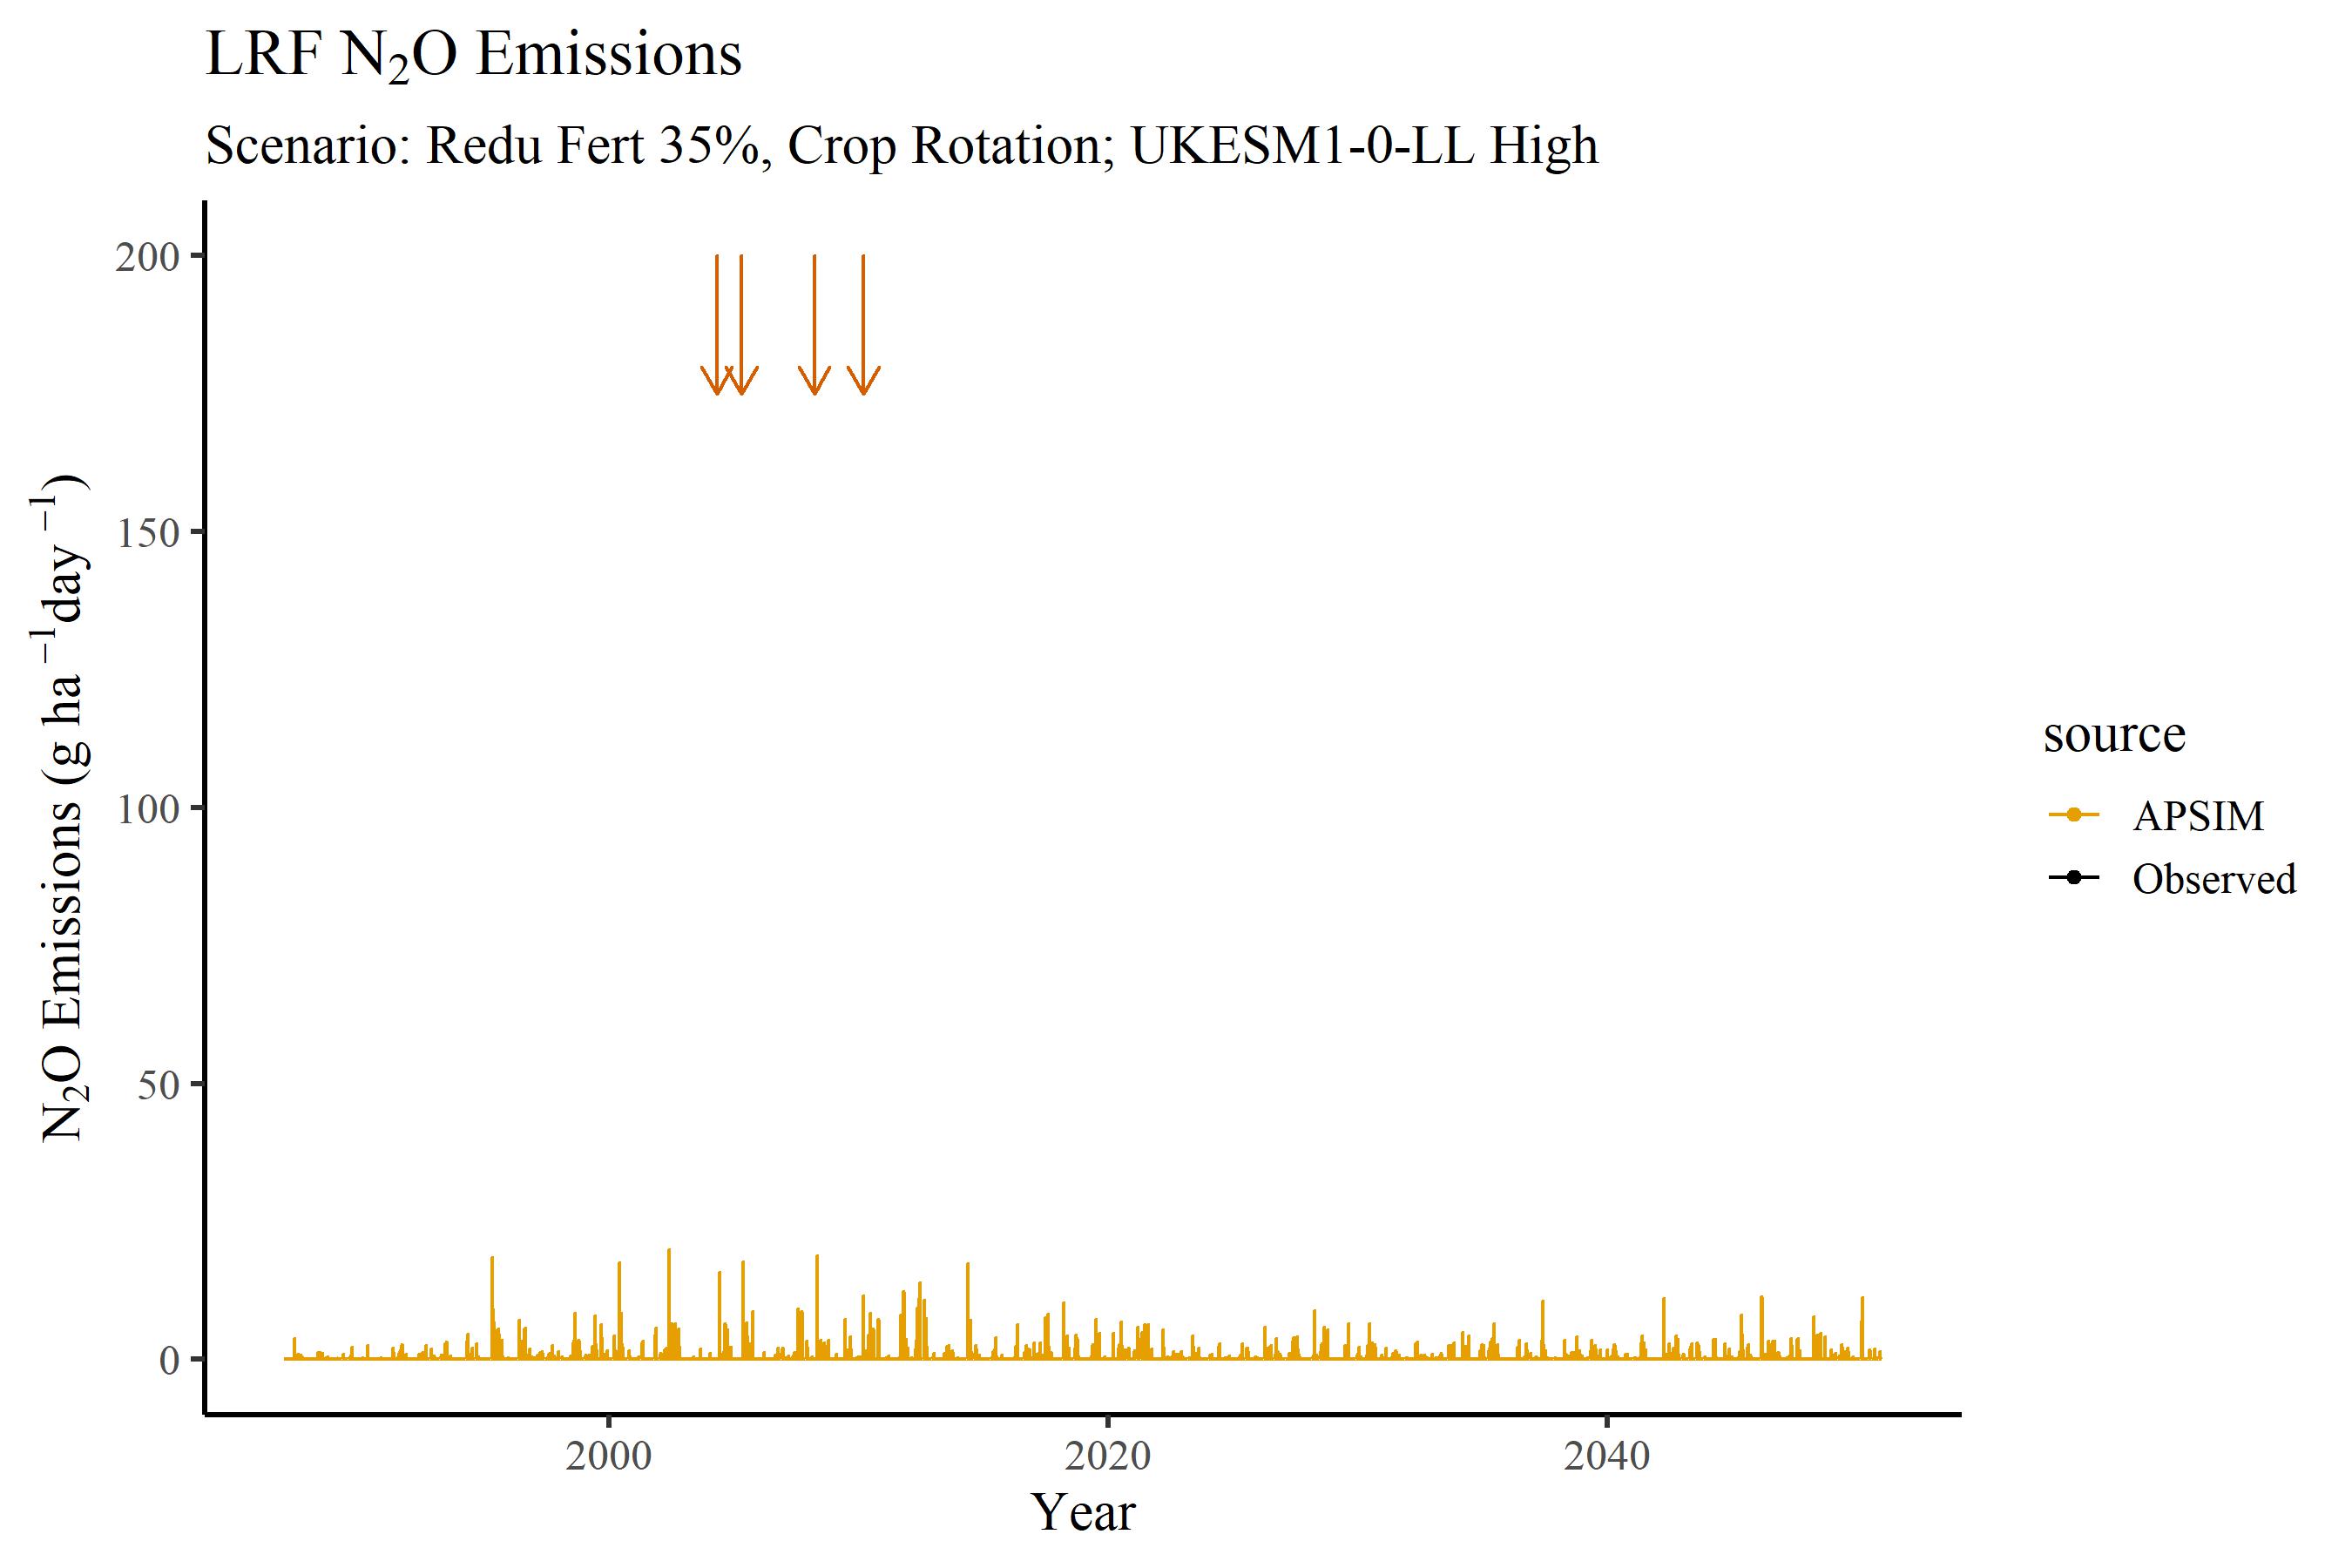 LRF N₂O Emissions
Scenario: Redu Fert 35%, Crop Rotation; UKESM1-0-LL High
N₂O Emissions (g ha ⁻¹day ⁻¹)
200
150
100
50
0
2000 2020 2040
Year
source
APSIM
Observed